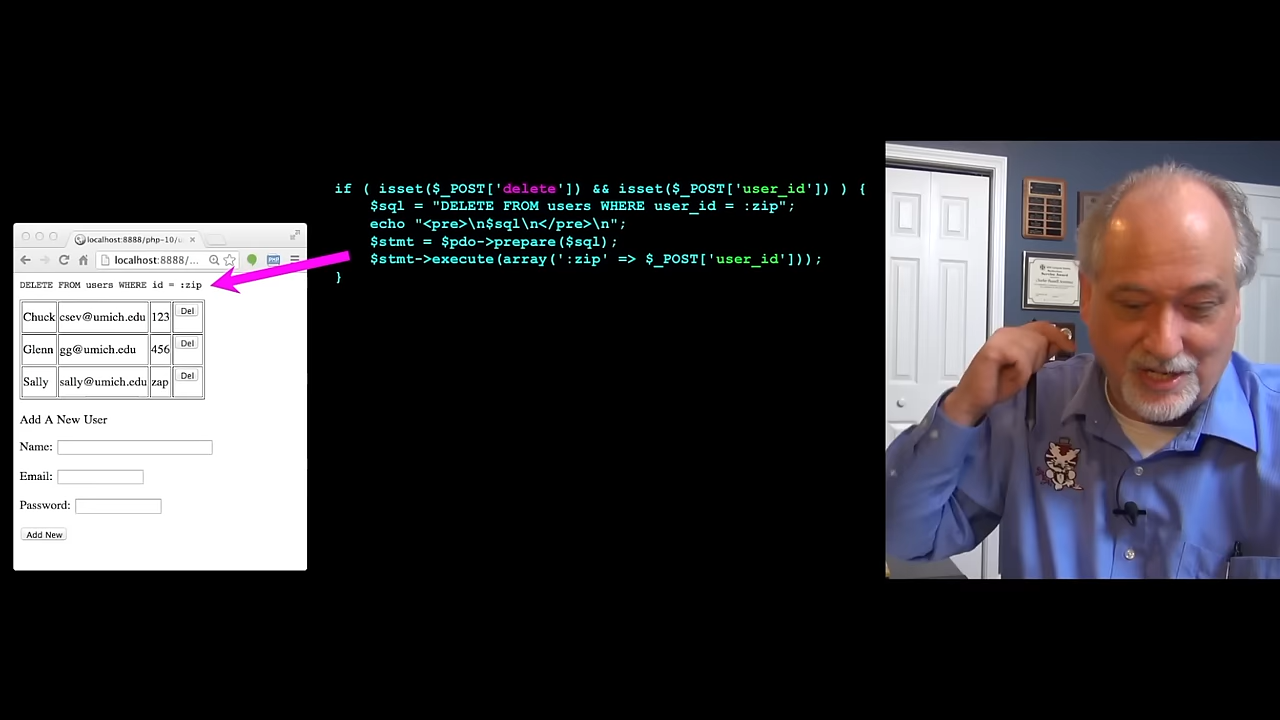 if ( isset($_POST['delete']) && isset($_POST['user_id']) ) {
$sql = "DELETE FROM users WHERE user_id = :zip";
echo "<pre>\n$sql\n</pre>\n";
$stmt = $pdo->prepare($sql);
$stmt->execute(array(':zip' => $_POST['user_id']));
}
localhost:8888/php-10/u
localhost:8888/...
PHP
DELETE FROM users WHERE id = :zip
Chuck csev@umich.edu 123 Del
Glenn gg@umich.edu 456 Del
Sally sally@umich.edu zap Del
Add A New User
Name:
Email:
Password:
Add New